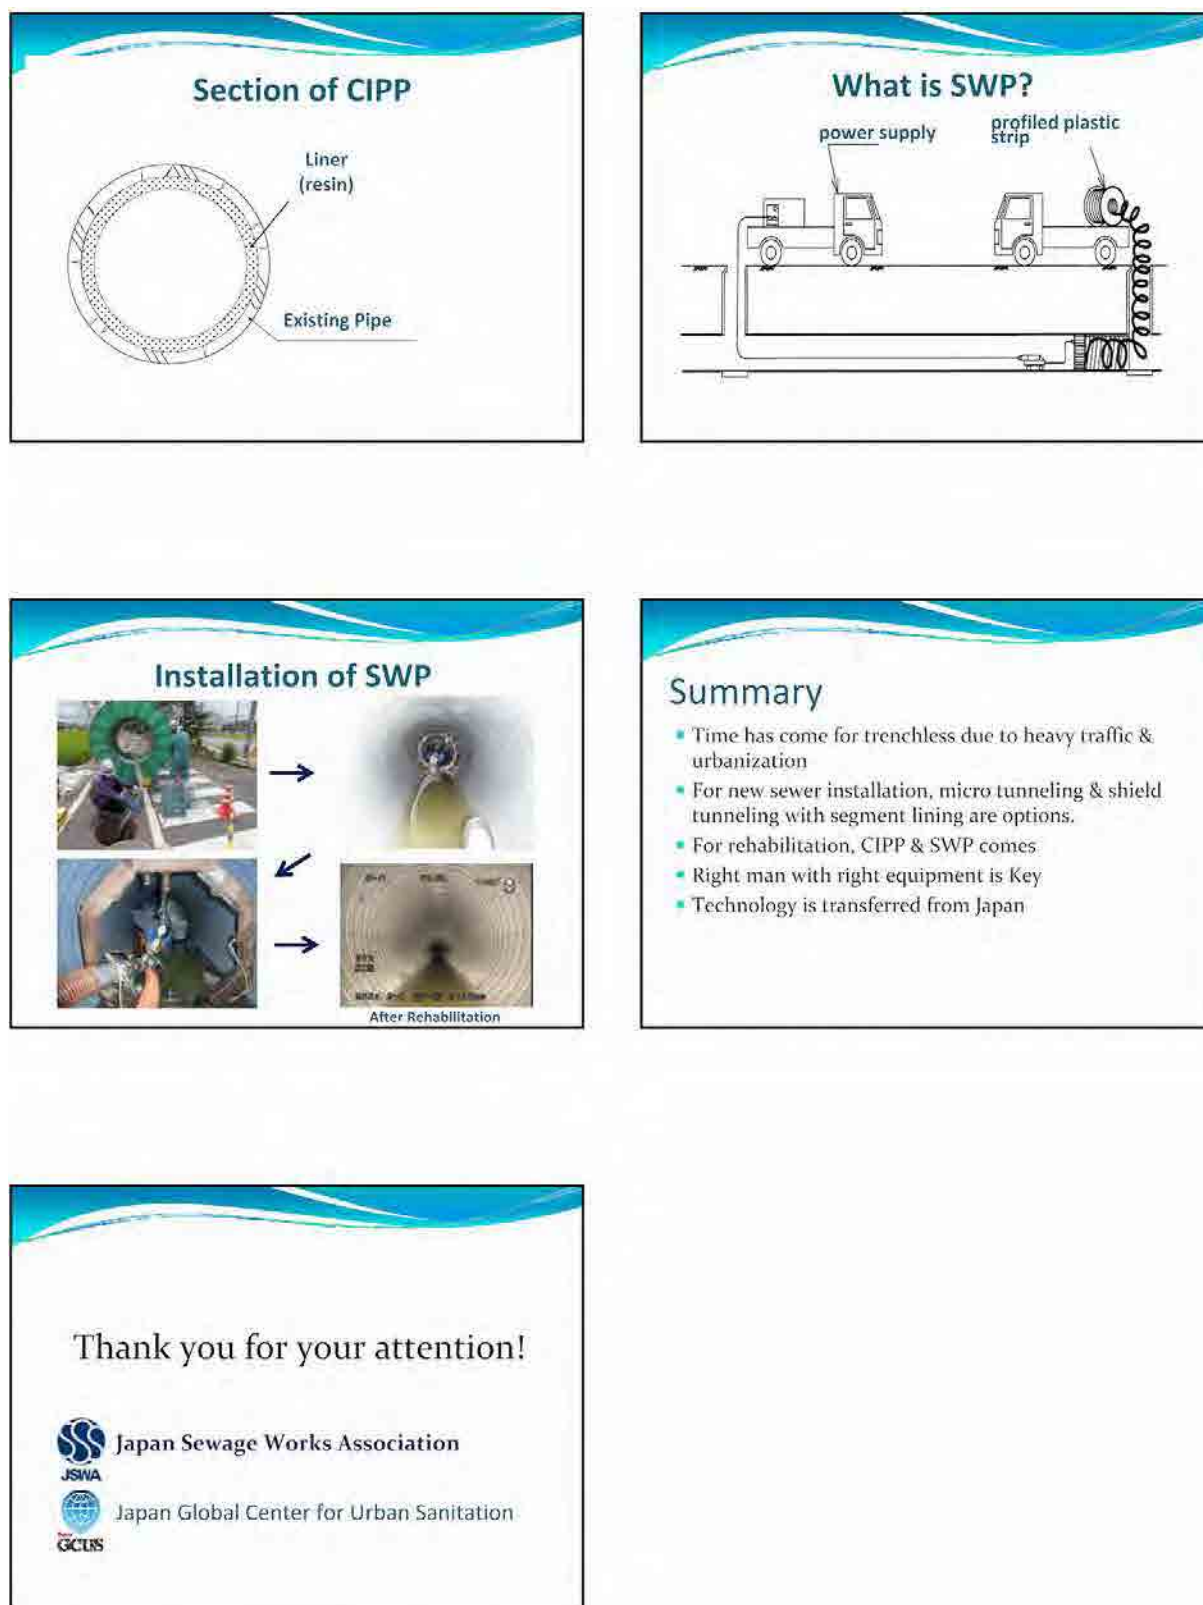 Section of CIPP
Liner
(resin)
Existing Pipe
What is SWP?
power supply
profiled plastic
strip
Installation of SWP
After Rehabilitation
Summary
Time has come for trenchless due to heavy traffic &
urbanization
For new sewer installation, micro tunneling & shield
tunneling with segment lining are options.
For rehabilitation, CIPP & SWP comes
Right man with right equipment is Key
Technology is transferred from Japan
Thank you for your attention!
Japan Sewage Works Association
JSWA
Japan Global Center for Urban Sanitation
GCUS